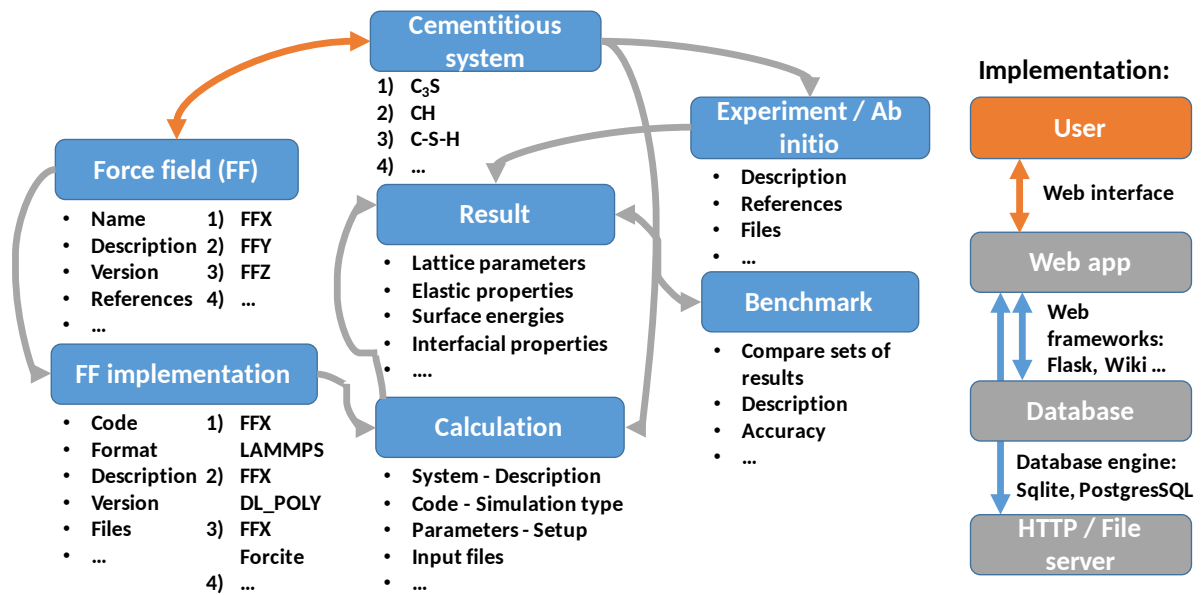 Cementitious
system
1) C₃S
2) CH
3) C-S-H
4) ...
Force field (FF)
• Name
• Description
• Version
• References
• ...
1) FFX
2) FFY
3) FFZ
4) ...
FF implementation
• Code
• Format
• Description
• Version
• Files
• ...
1) FFX
LAMMPS
2) FFX
DL_POLY
3) FFX
Forcite
4) ...
Result
• Lattice parameters
• Elastic properties
• Surface energies
• Interfacial properties
• ....
Calculation
• System - Description
• Code - Simulation type
• Parameters - Setup
• Input files
• ...
Experiment / Ab
initio
• Description
• References
• Files
• ...
Benchmark
• Compare sets of
results
• Description
• Accuracy
• ...
Implementation:
User
Web interface
Web app
Web
frameworks:
Flask, Wiki ...
Database
Database engine:
Sqlite, PostgresSQL
HTTP / File
server